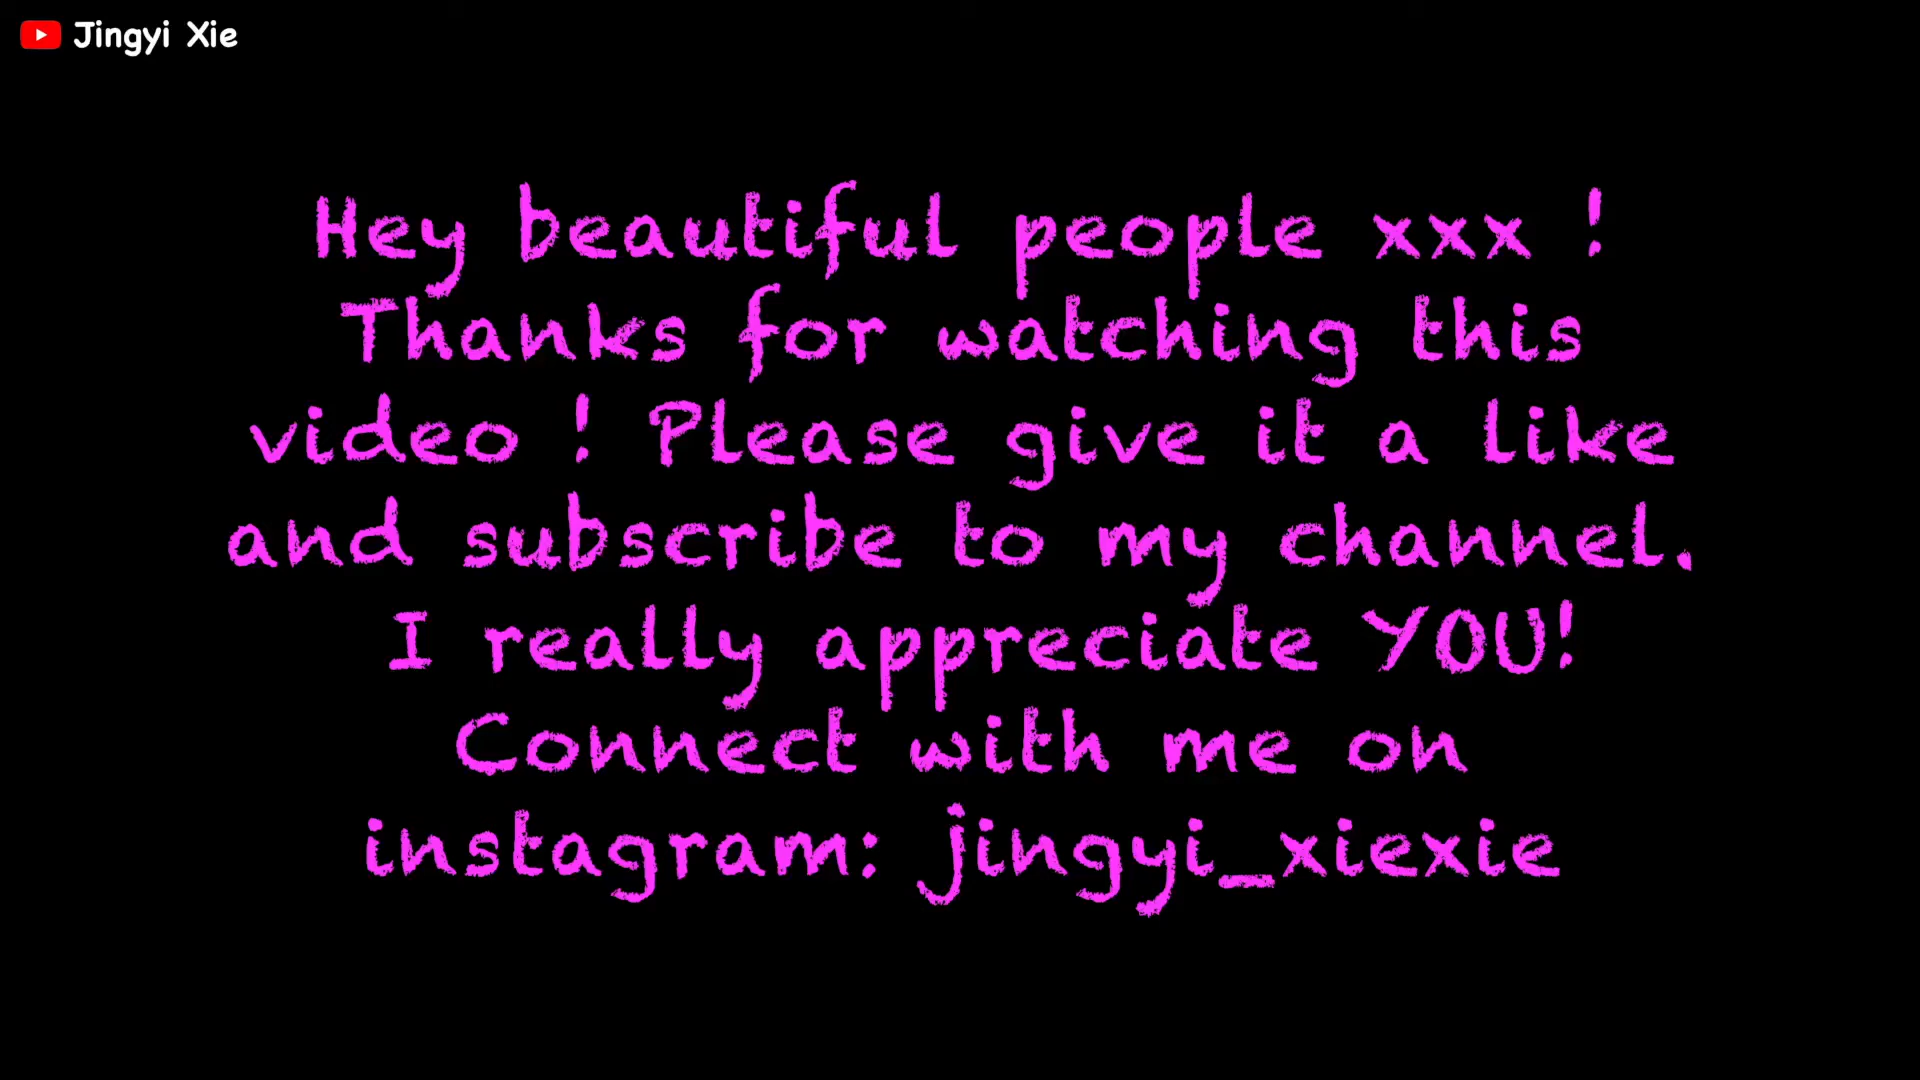 Jingyi Xie
Hey beautiful people xxx !
Thanks for watching this
video ! Please give it a like
and subscribe to my channel.
I really appreciate YOU!
Connect with me on
instagram: jingyi_xiexie